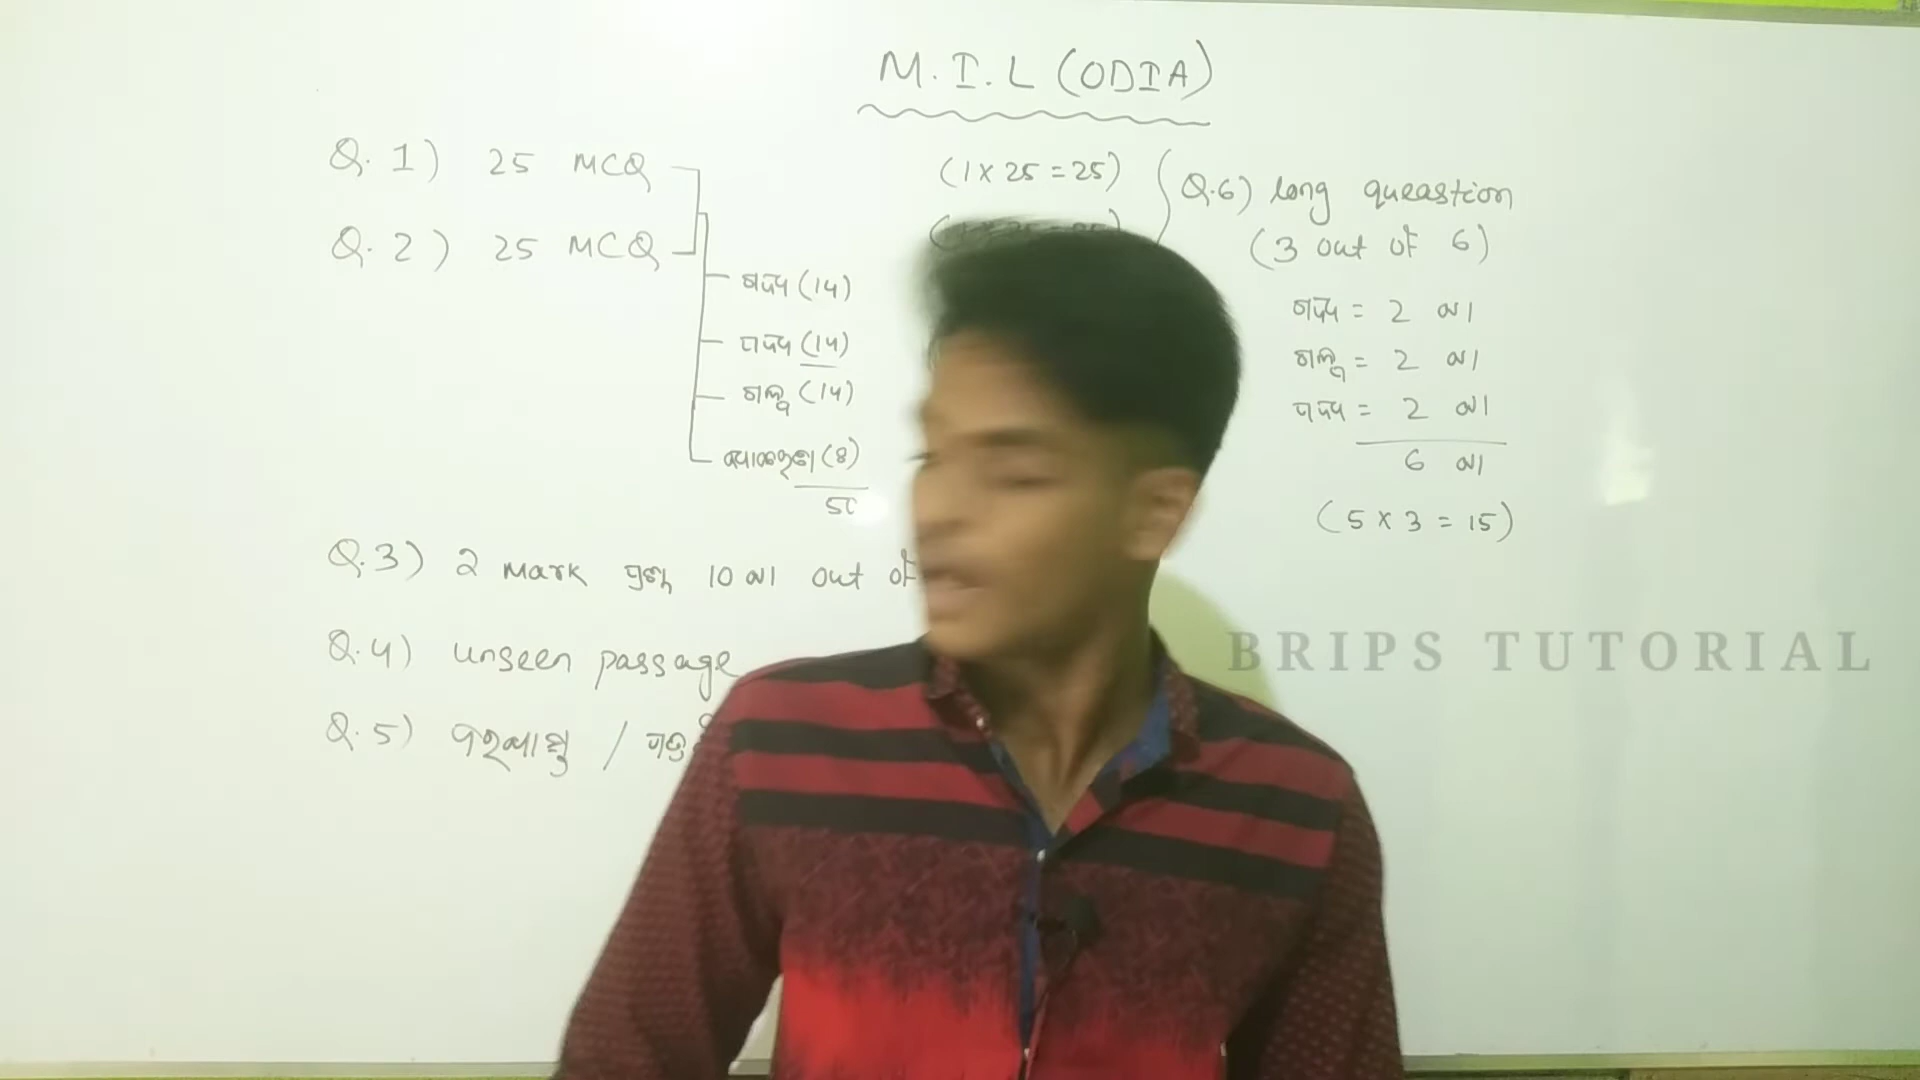 M.I.L (ODIA)
Q.1) 25 MCQ (1 x 25 = 25)
Q.2) 25 MCQ
ଗଦ୍ୟ (14)
ପଦ୍ୟ (14)
ଗଳ୍ପ (14)
ବ୍ୟାକରଣ (8)
50
Q.3) 2 mark ପ୍ରଶ୍ନ 10 ଟା out of
Q.4) unseen passage
Q.5)
Q.6) long queastion
(3 out of 6)
ଗଦ୍ୟ = 2 ଟା
ଗଳ୍ପ = 2 ଟା
ପଦ୍ୟ = 2 ଟା
6 ଟା
(5 x 3 = 15)
BRIPS TUTORIAL